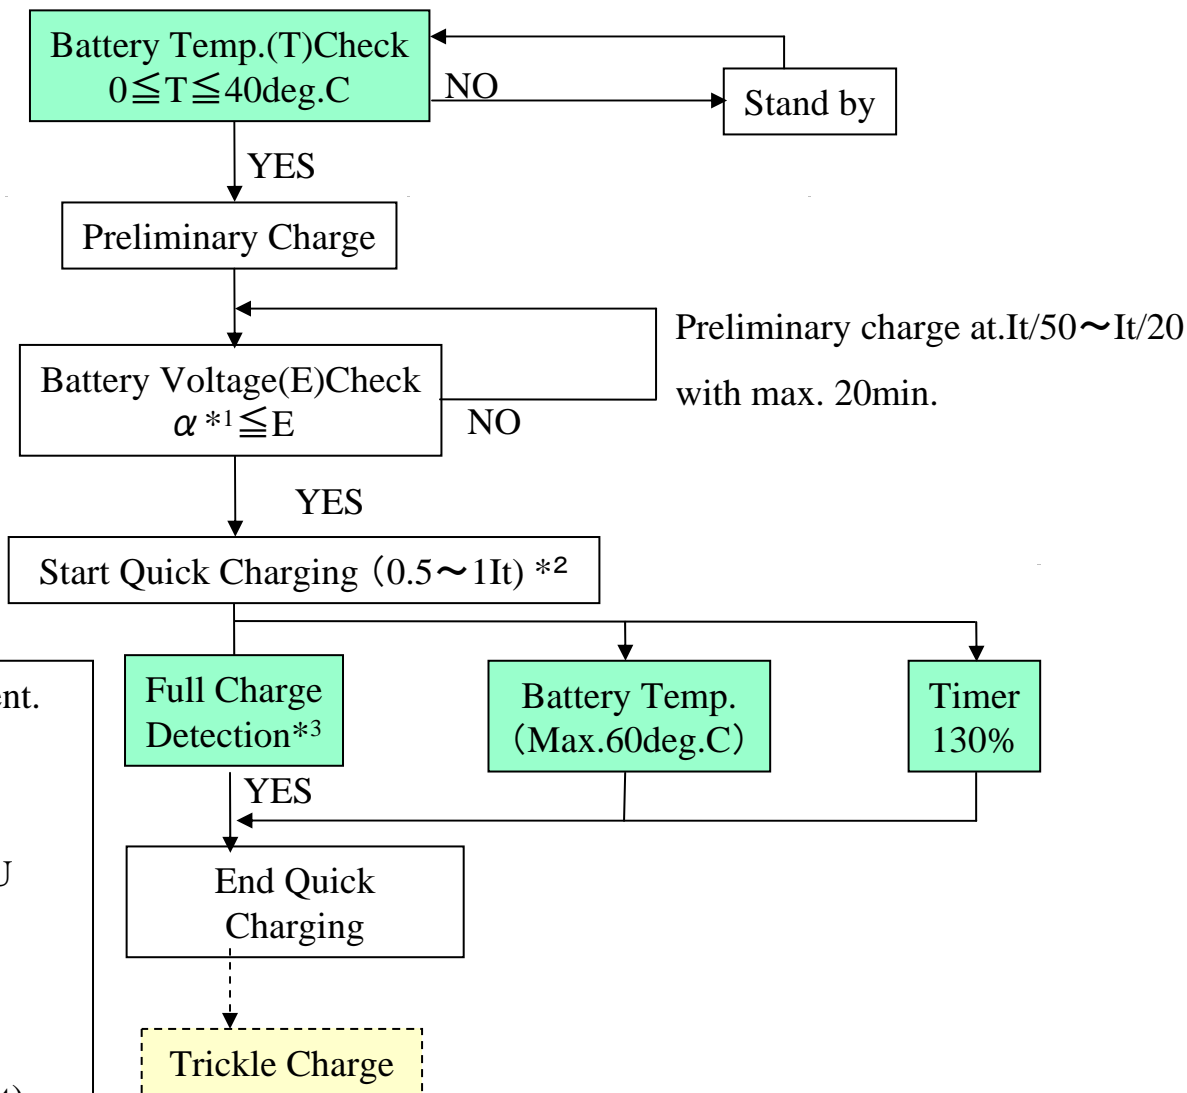 Battery Temp.(T)Check
0≦T≦40deg.C
NO
Stand by
YES
Preliminary Charge
Preliminary charge at.It/50〜It/20
with max. 20min.
Battery Voltage(E)Check
α*1≦E
NO
YES
Start Quick Charging（0.5〜1It) *2
ent.
Full Charge
Detection*3
Battery Temp.
（Max.60deg.C）
Timer
130%
YES
End Quick
Charging
Trickle Charge